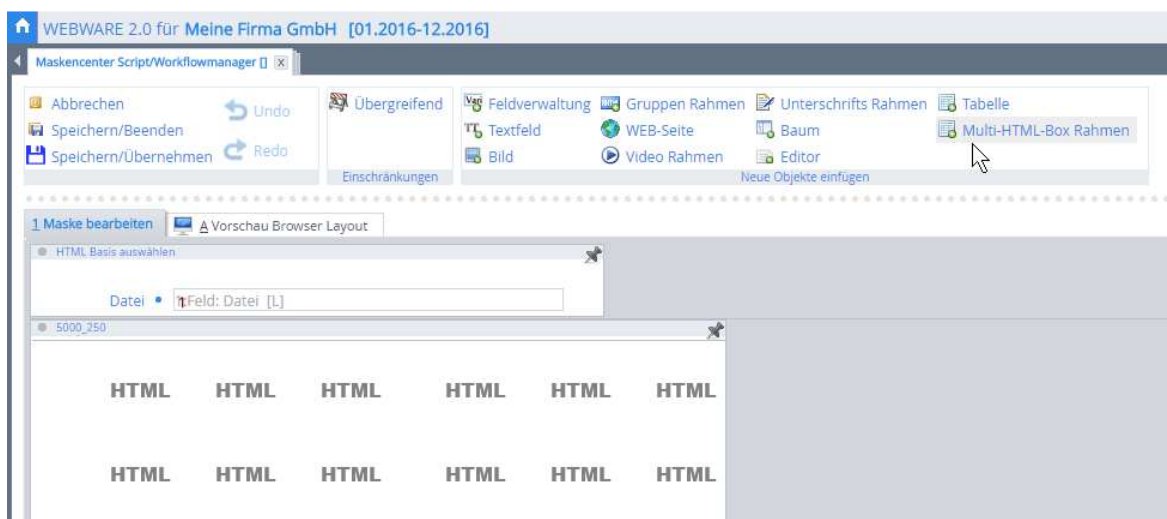 WEBWARE 2.0 für Meine Firma GmbH [01.2016-12.2016]
Maskencenter Script/Workflowmanager [] x
Abbrechen Undo Übergreifend Feldverwaltung Gruppen Rahmen Unterschrifts Rahmen Tabelle
Speichern/Beenden Textfeld WEB-Seite Baum Multi-HTML-Box Rahmen
Speichern/Übernehmen Redo Bild Video Rahmen Editor
Einschränkungen Neue Objekte einfügen
1 Maske bearbeiten A Vorschau Browser Layout
HTML Basis auswählen
Datei Feld: Datei [L]
5000_250
HTML HTML HTML HTML HTML HTML
HTML HTML HTML HTML HTML HTML